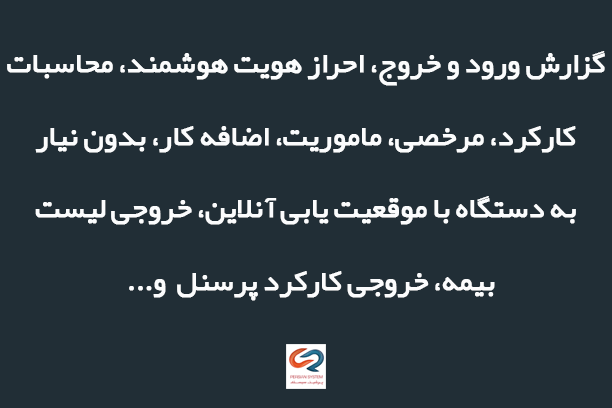 گزارش ورود و خروج، احراز هویت هوشمند، محاسبات
کارکرد، مرخصی، ماموریت، اضافه کار، بدون نیار
به دستگاه با موقعیت یابی آنلاین، خروجی لیست
بیمه، خروجی کارکرد پرسنل و...
PERSIAN SYSTEM